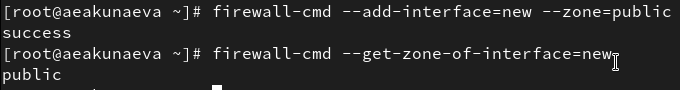 [root@aeakunaeva ~]# firewall-cmd --add-interface=new --zone=public
success
[root@aeakunaeva ~]# firewall-cmd --get-zone-of-interface=new
public